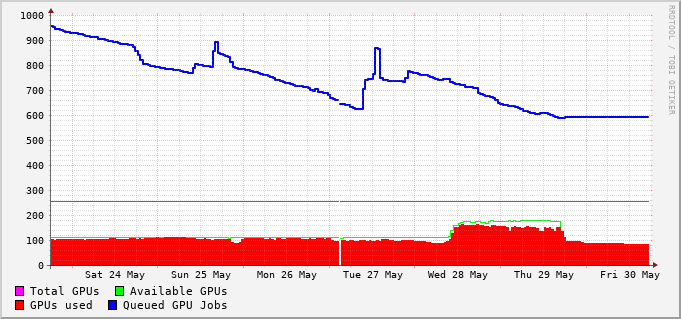 1000
900
800
700
600
500
400
300
200
100
0
Sat 24 May Sun 25 May Mon 26 May Tue 27 May Wed 28 May Thu 29 May Fri 30 May
Total GPUs Available GPUs
GPUs used Queued GPU Jobs
RRDTOOL / TOBI OETIKER